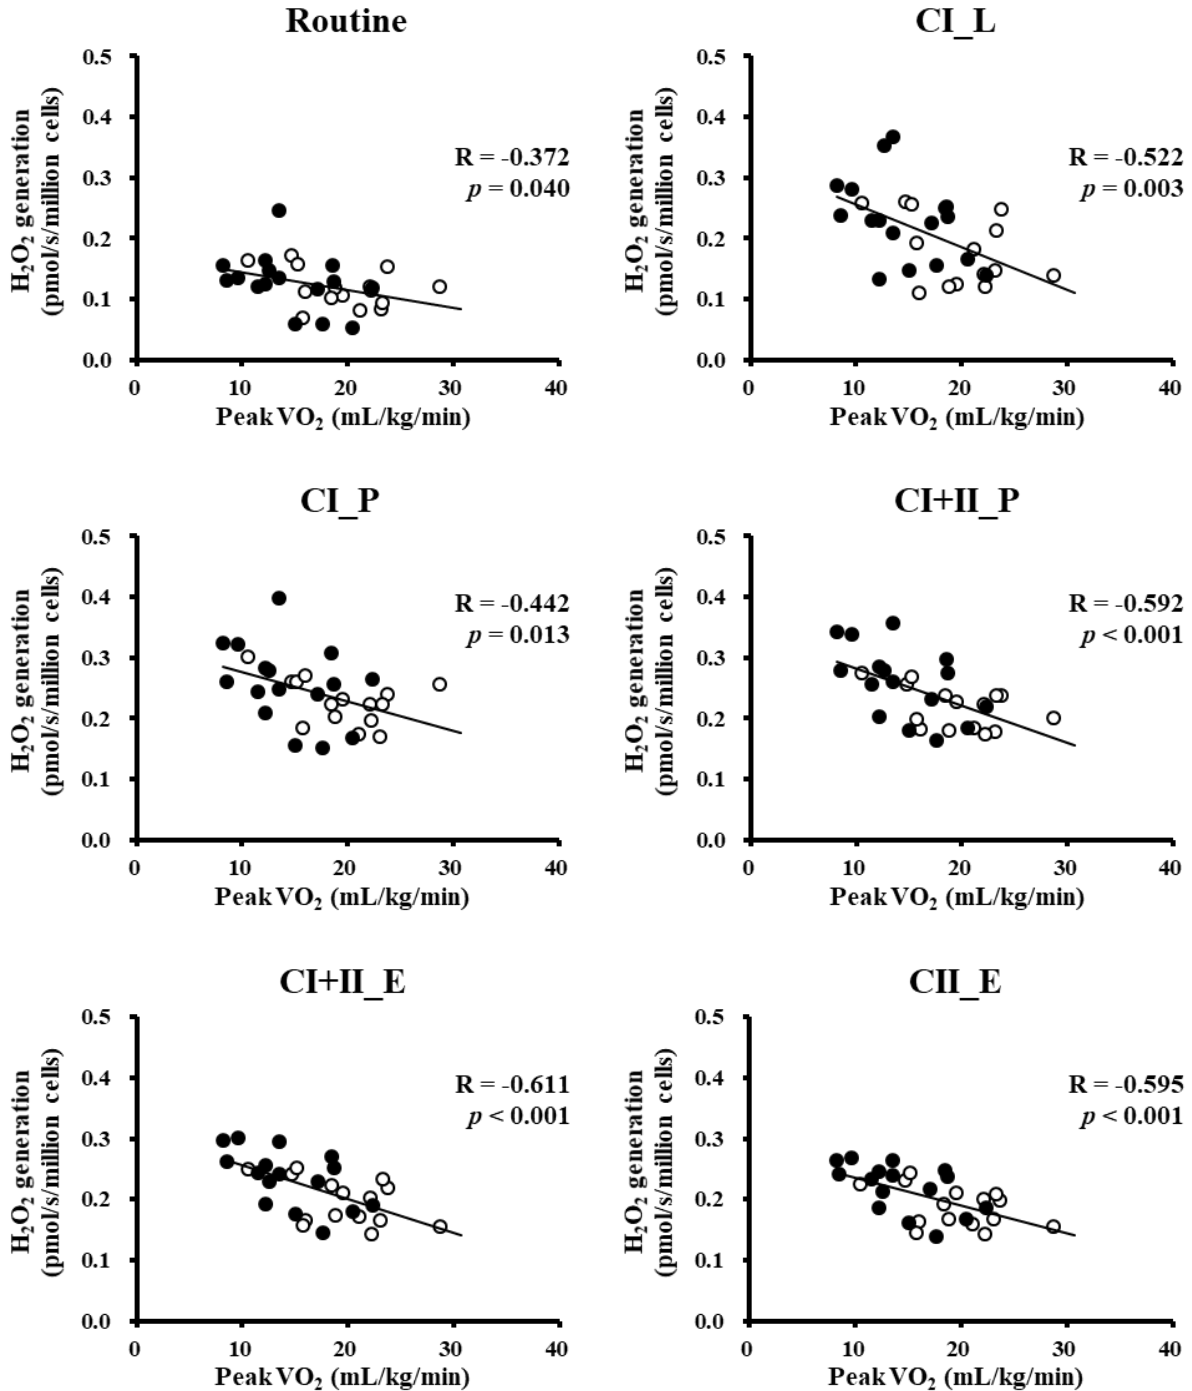 Routine
0.5
0.4
0.3
0.2
0.1
0.0
H₂O₂ generation
(pmol/s/million cells)
R = -0.372
p = 0.040
0 10 20 30 40
Peak VO₂ (mL/kg/min)
CI_L
0.5
0.4
0.3
0.2
0.1
0.0
H₂O₂ generation
(pmol/s/million cells)
R = -0.522
p = 0.003
0 10 20 30 40
Peak VO₂ (mL/kg/min)
CI_P
0.5
0.4
0.3
0.2
0.1
0.0
H₂O₂ generation
(pmol/s/million cells)
R = -0.442
p = 0.013
0 10 20 30 40
Peak VO₂ (mL/kg/min)
CI+II_P
0.5
0.4
0.3
0.2
0.1
0.0
H₂O₂ generation
(pmol/s/million cells)
R = -0.592
p < 0.001
0 10 20 30 40
Peak VO₂ (mL/kg/min)
CI+II_E
0.5
0.4
0.3
0.2
0.1
0.0
H₂O₂ generation
(pmol/s/million cells)
R = -0.611
p < 0.001
0 10 20 30 40
Peak VO₂ (mL/kg/min)
CII_E
0.5
0.4
0.3
0.2
0.1
0.0
H₂O₂ generation
(pmol/s/million cells)
R = -0.595
p < 0.001
0 10 20 30 40
Peak VO₂ (mL/kg/min)